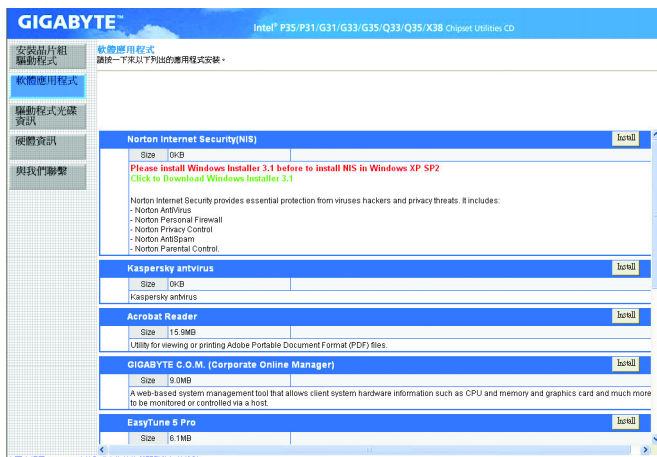 GIGABYTE™
Intel® P35/P31/G31/G33/G35/Q33/Q35/X38 Chipset Utilities CD
安裝晶片組
驅動程式
軟體應用程式
驅動程式光碟
資訊
硬體資訊
與我們聯繫
軟體應用程式
請按一下來以下列出的應用程式安裝。
Norton Internet Security(NIS) Install
Size 0KB
Please install Windows Installer 3.1 before to install NIS in Windows XP SP2
Click to Download Windows Installer 3.1
Norton Internet Security provides essential protection from viruses hackers and privacy threats. It includes:
- Norton AntiVirus
- Norton Personal Firewall
- Norton Privacy Control
- Norton AntiSpam
- Norton Parental Control.
Kaspersky antvirus Install
Size 0KB
Kaspersky antvirus
Acrobat Reader Install
Size 15.9MB
Utility for viewing or printing Adobe Portable Document Format (PDF) files.
GIGABYTE C.O.M. (Corporate Online Manager) Install
Size 9.0MB
A web-based system management tool that allows client system hardware information such as CPU and memory and graphics card and much more
to be monitored or controlled via a host.
EasyTune 5 Pro Install
Size 6.1MB